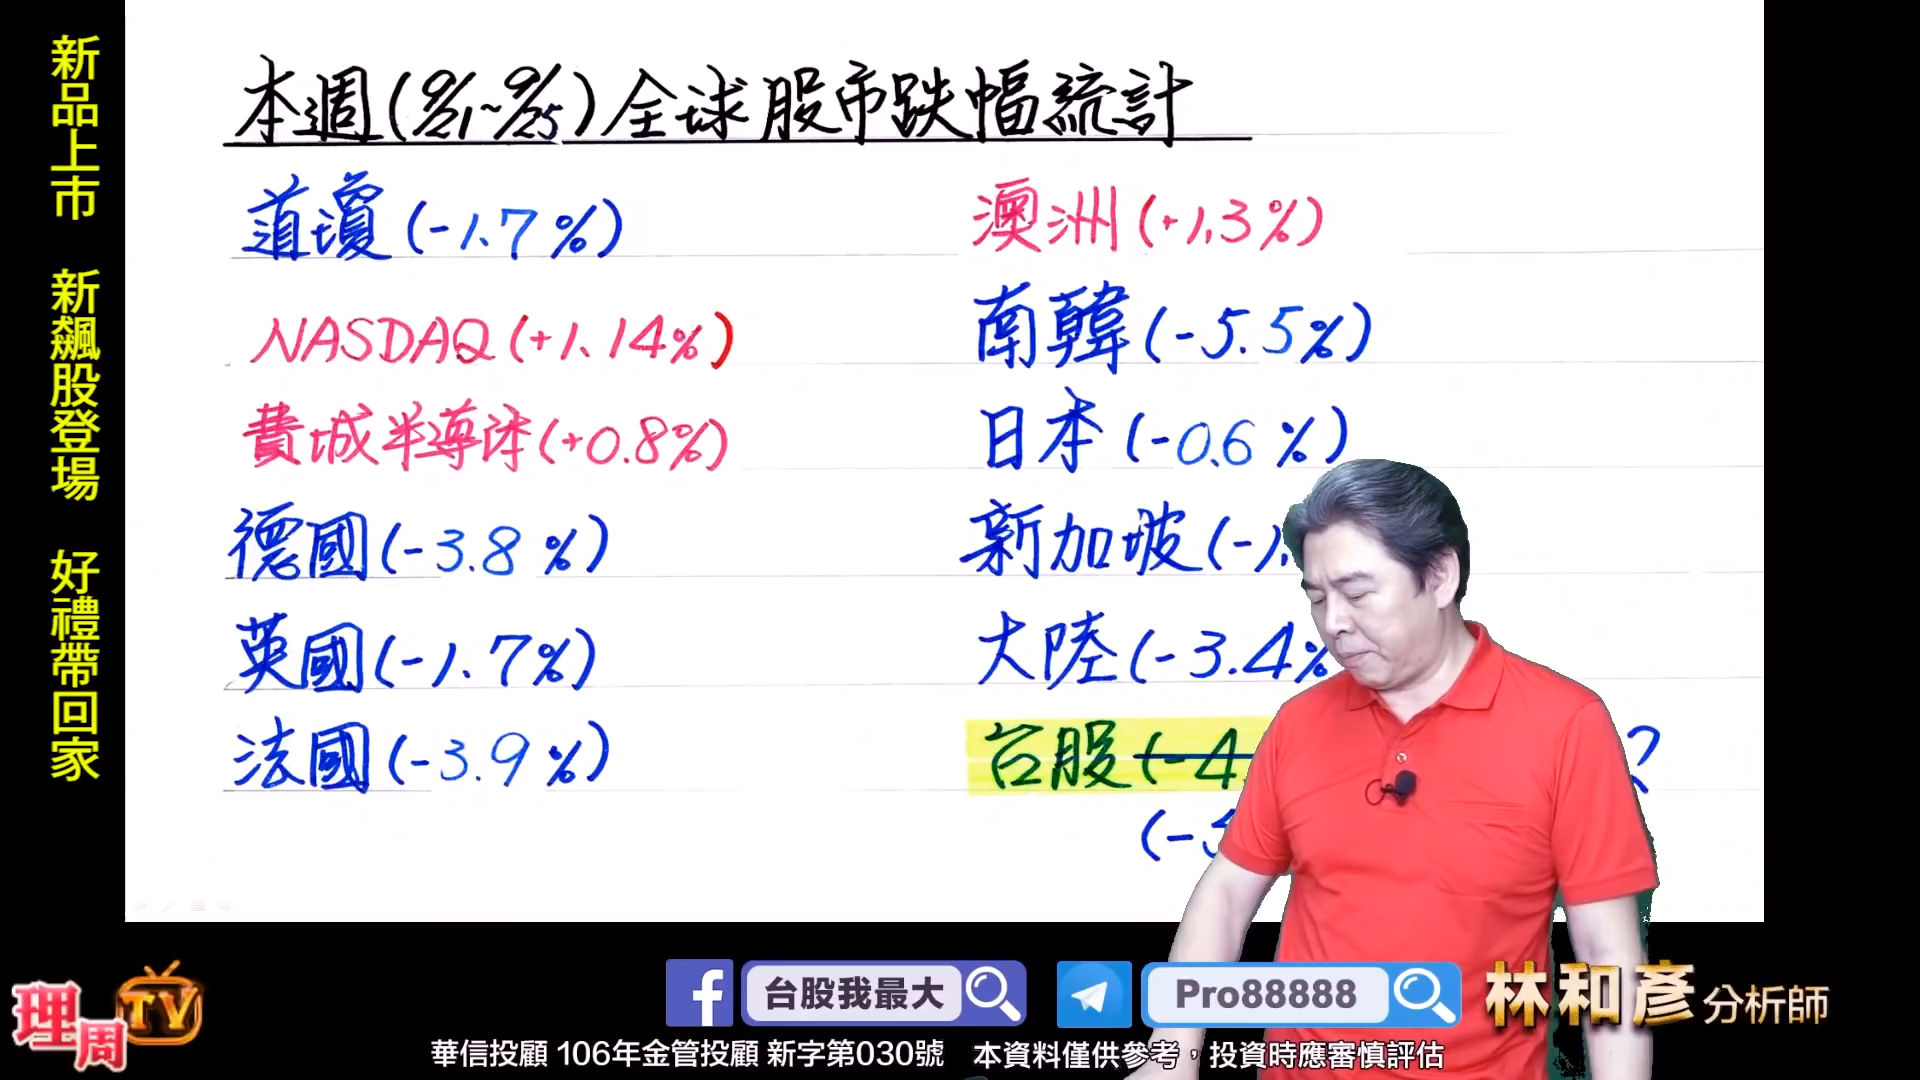 新品上市 新飆股登場 好禮帶回家
本週(9/21~9/25)全球股市跌幅統計
道瓊(-1.7%)
NASDAQ(+1.14%)
費城半導体(+0.8%)
德國(-3.8%)
英國(-1.7%)
法國(-3.9%)
澳洲(+1.3%)
南韓(-5.5%)
日本(-0.6%)
新加坡(-1.
大陸(-3.4%
台股(-4
?
(-5
理周TV
台股我最大
Pro88888
林和彥分析師
華信投顧 106年金管投顧 新字第030號 本資料僅供參考，投資時應審慎評估